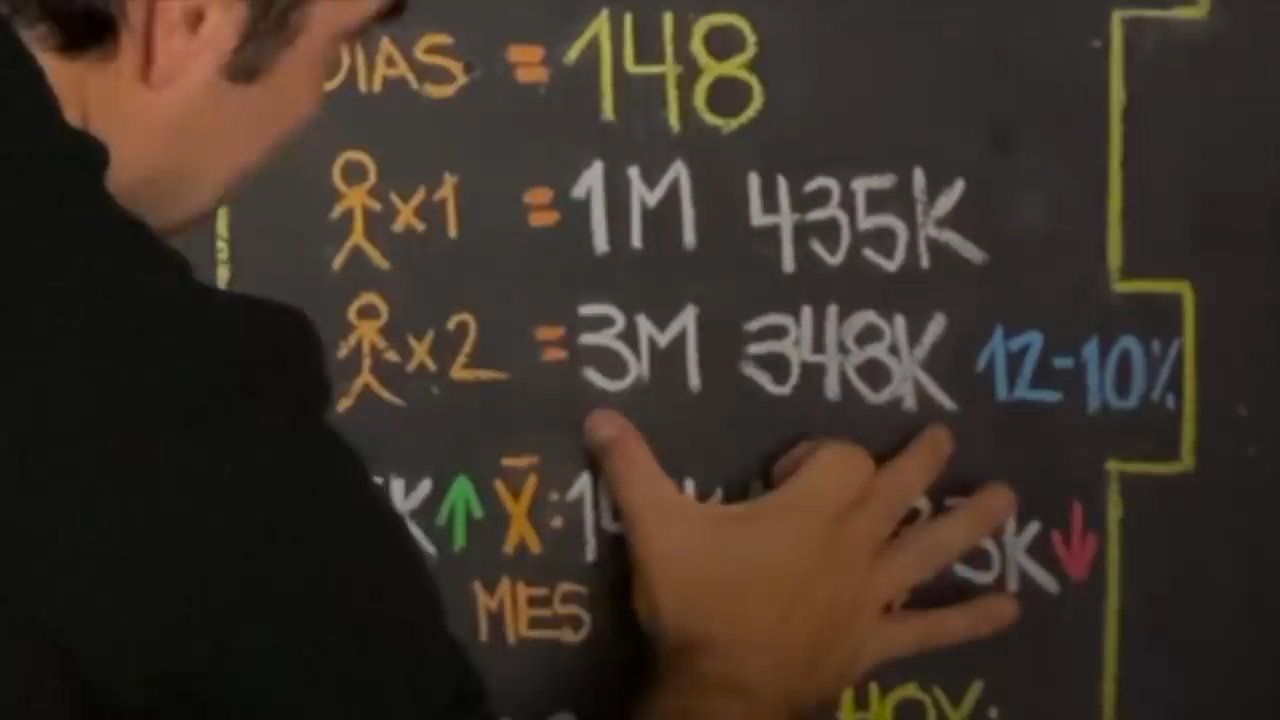 DIAS = 148
x1 = 1M 435K
x2 = 3M 348K 12-10%
K↑ X̄:1 K↓
MES
HOY: